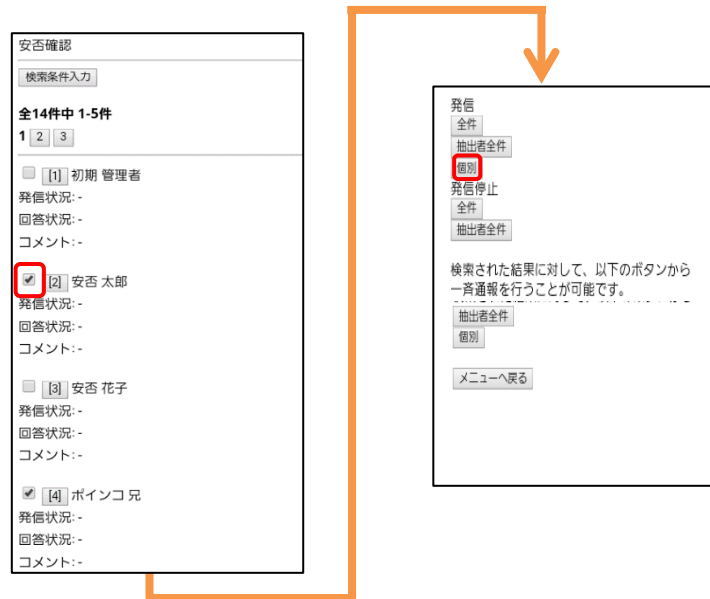 安否確認
検索条件入力
全14件中 1-5件
1 2 3
[1] 初期 管理者
発信状況:-
回答状況:-
コメント:-
[2] 安否 太郎
発信状況:-
回答状況:-
コメント:-
[3] 安否 花子
発信状況:-
回答状況:-
コメント:-
[4] ポインコ 兄
発信状況:-
回答状況:-
コメント:-
発信
全件
抽出者全件
個別
発信停止
全件
抽出者全件
検索された結果に対して、以下のボタンから
一斉通報を行うことが可能です。
抽出者全件
個別
メニューへ戻る